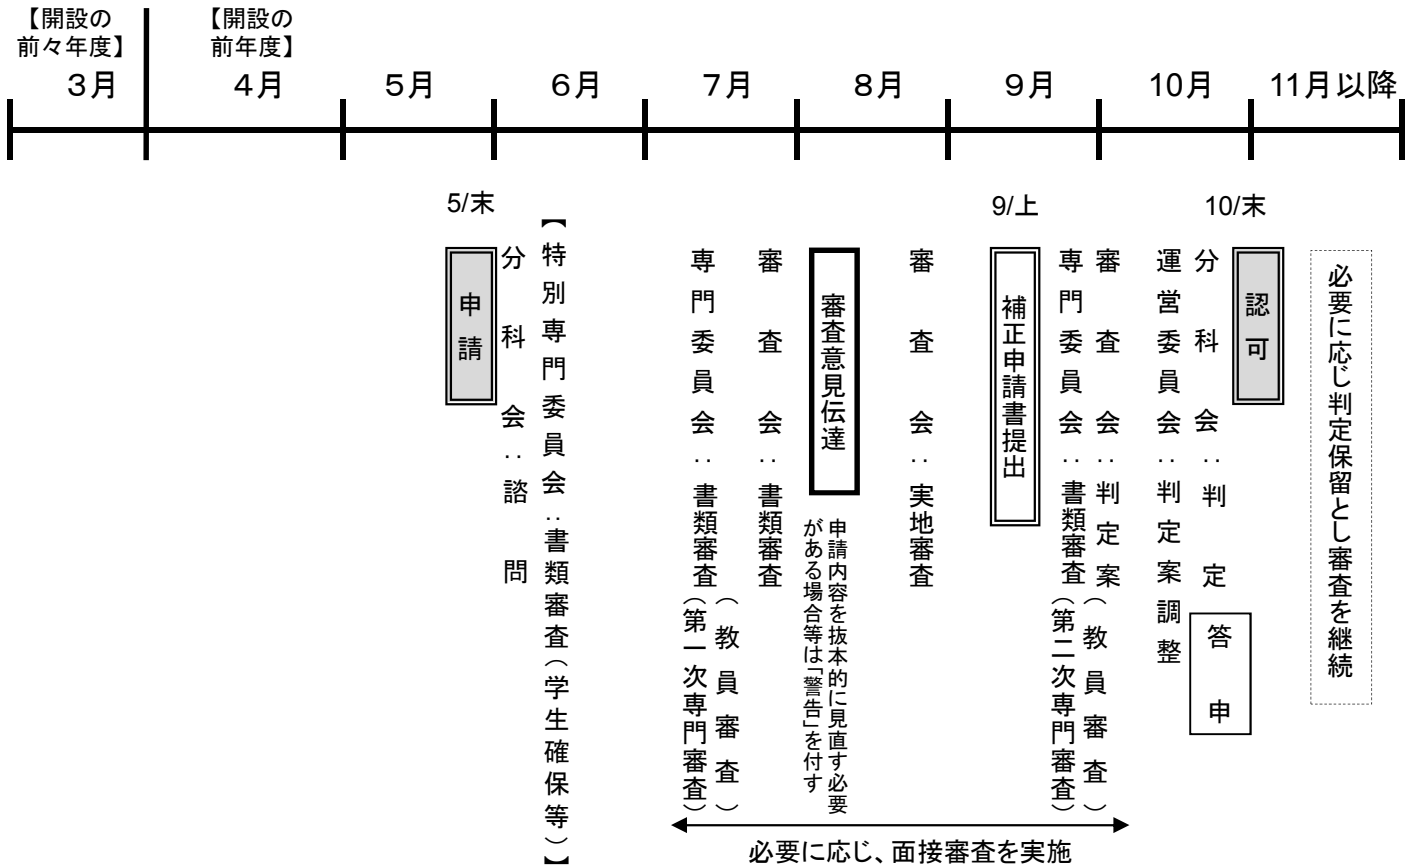 【開設の
前々年度】
【開設の
前年度】
３月
４月
５月
６月
７月
８月
９月
10月
11月以降
5/末
9/上
10/末
申請
分科会：諮問
【特別専門委員会：書類審査（学生確保等）】
専門委員会：書類審査
（第一次専門審査）
（教員審査）
審査会：書類審査
審査意見伝達
申請内容を抜本的に見直す必要
がある場合等は「警告」を付す
審査会：実地審査
補正申請書提出
専門委員会：書類審査
（第二次専門審査）
（教員審査）
審査会：判定案
運営委員会：判定案調整
分科会：判定
答申
認可
必要に応じ判定保留とし審査を継続
必要に応じ、面接審査を実施